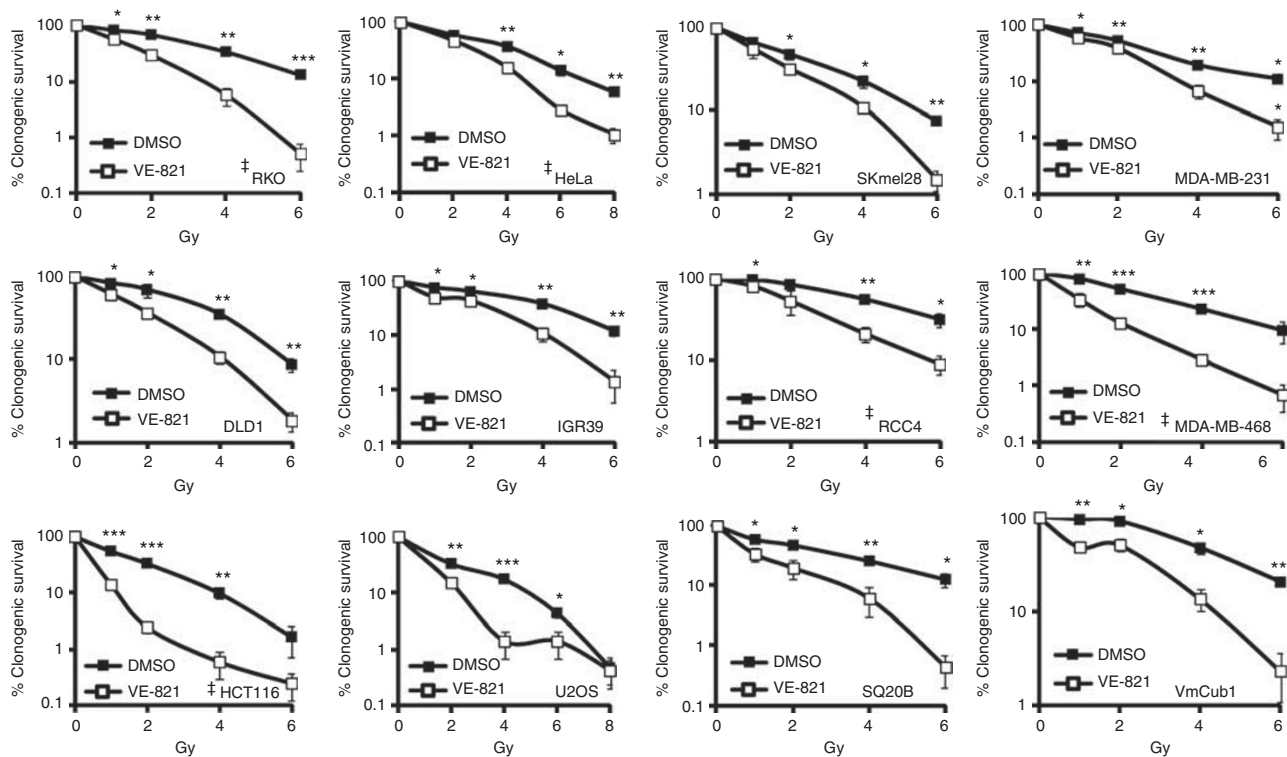 % Clonogenic survival
100
10
1
0.1
* ** ** ***
DMSO
VE-821
‡ RKO
0 2 4 6
Gy
% Clonogenic survival
100
10
1
0.1
** * **
DMSO
VE-821
‡ HeLa
0 2 4 6 8
Gy
% Clonogenic survival
100
10
1
* * **
DMSO
VE-821
SKmel28
0 2 4 6
Gy
% Clonogenic survival
100
10
1
0.1
* ** ** *
*
DMSO
VE-821
MDA-MB-231
0 2 4 6
Gy
% Clonogenic survival
100
10
1
* * ** **
DMSO
VE-821
DLD1
0 2 4 6
Gy
% Clonogenic survival
100
10
1
0.1
* * ** **
DMSO
VE-821
IGR39
0 2 4 6
Gy
% Clonogenic survival
100
10
1
* ** *
DMSO
VE-821
‡ RCC4
0 2 4 6
Gy
% Clonogenic survival
100
10
1
0.1
** *** ***
DMSO
VE-821
‡ MDA-MB-468
0 2 4 6
Gy
% Clonogenic survival
100
10
1
0.1
*** *** **
DMSO
VE-821
‡ HCT116
0 2 4 6
Gy
% Clonogenic survival
100
10
1
0.1
** *** *
DMSO
VE-821
U2OS
0 2 4 6 8
Gy
% Clonogenic survival
100
10
1
0.1
* * ** *
DMSO
VE-821
SQ20B
0 2 4 6
Gy
% Clonogenic survival
100
10
1
** * * **
DMSO
VE-821
VmCub1
0 2 4 6
Gy